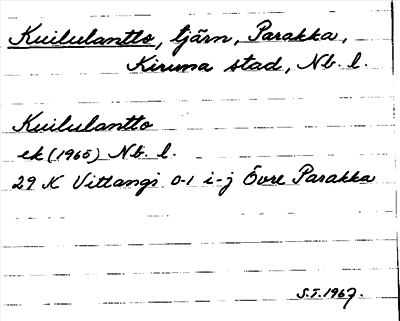 Kuilulantto, tjärn, Parakka,
Kiruna stad, Nb. l.
Kuilulantto
ek (1965) Nb. l.
29 K Vittangi 0-1 i-j Övre Parakka
S.T. 1967.